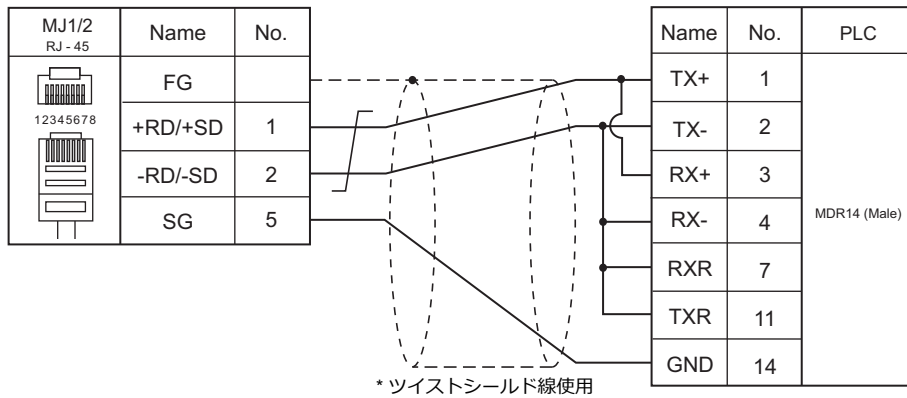 MJ1/2 Name No. Name No. PLC
RJ - 45
FG TX+ 1
12345678
+RD/+SD 1 TX- 2
-RD/-SD 2 RX+ 3
SG 5 RX- 4 MDR14 (Male)
RXR 7
TXR 11
GND 14
* ツイストシールド線使用